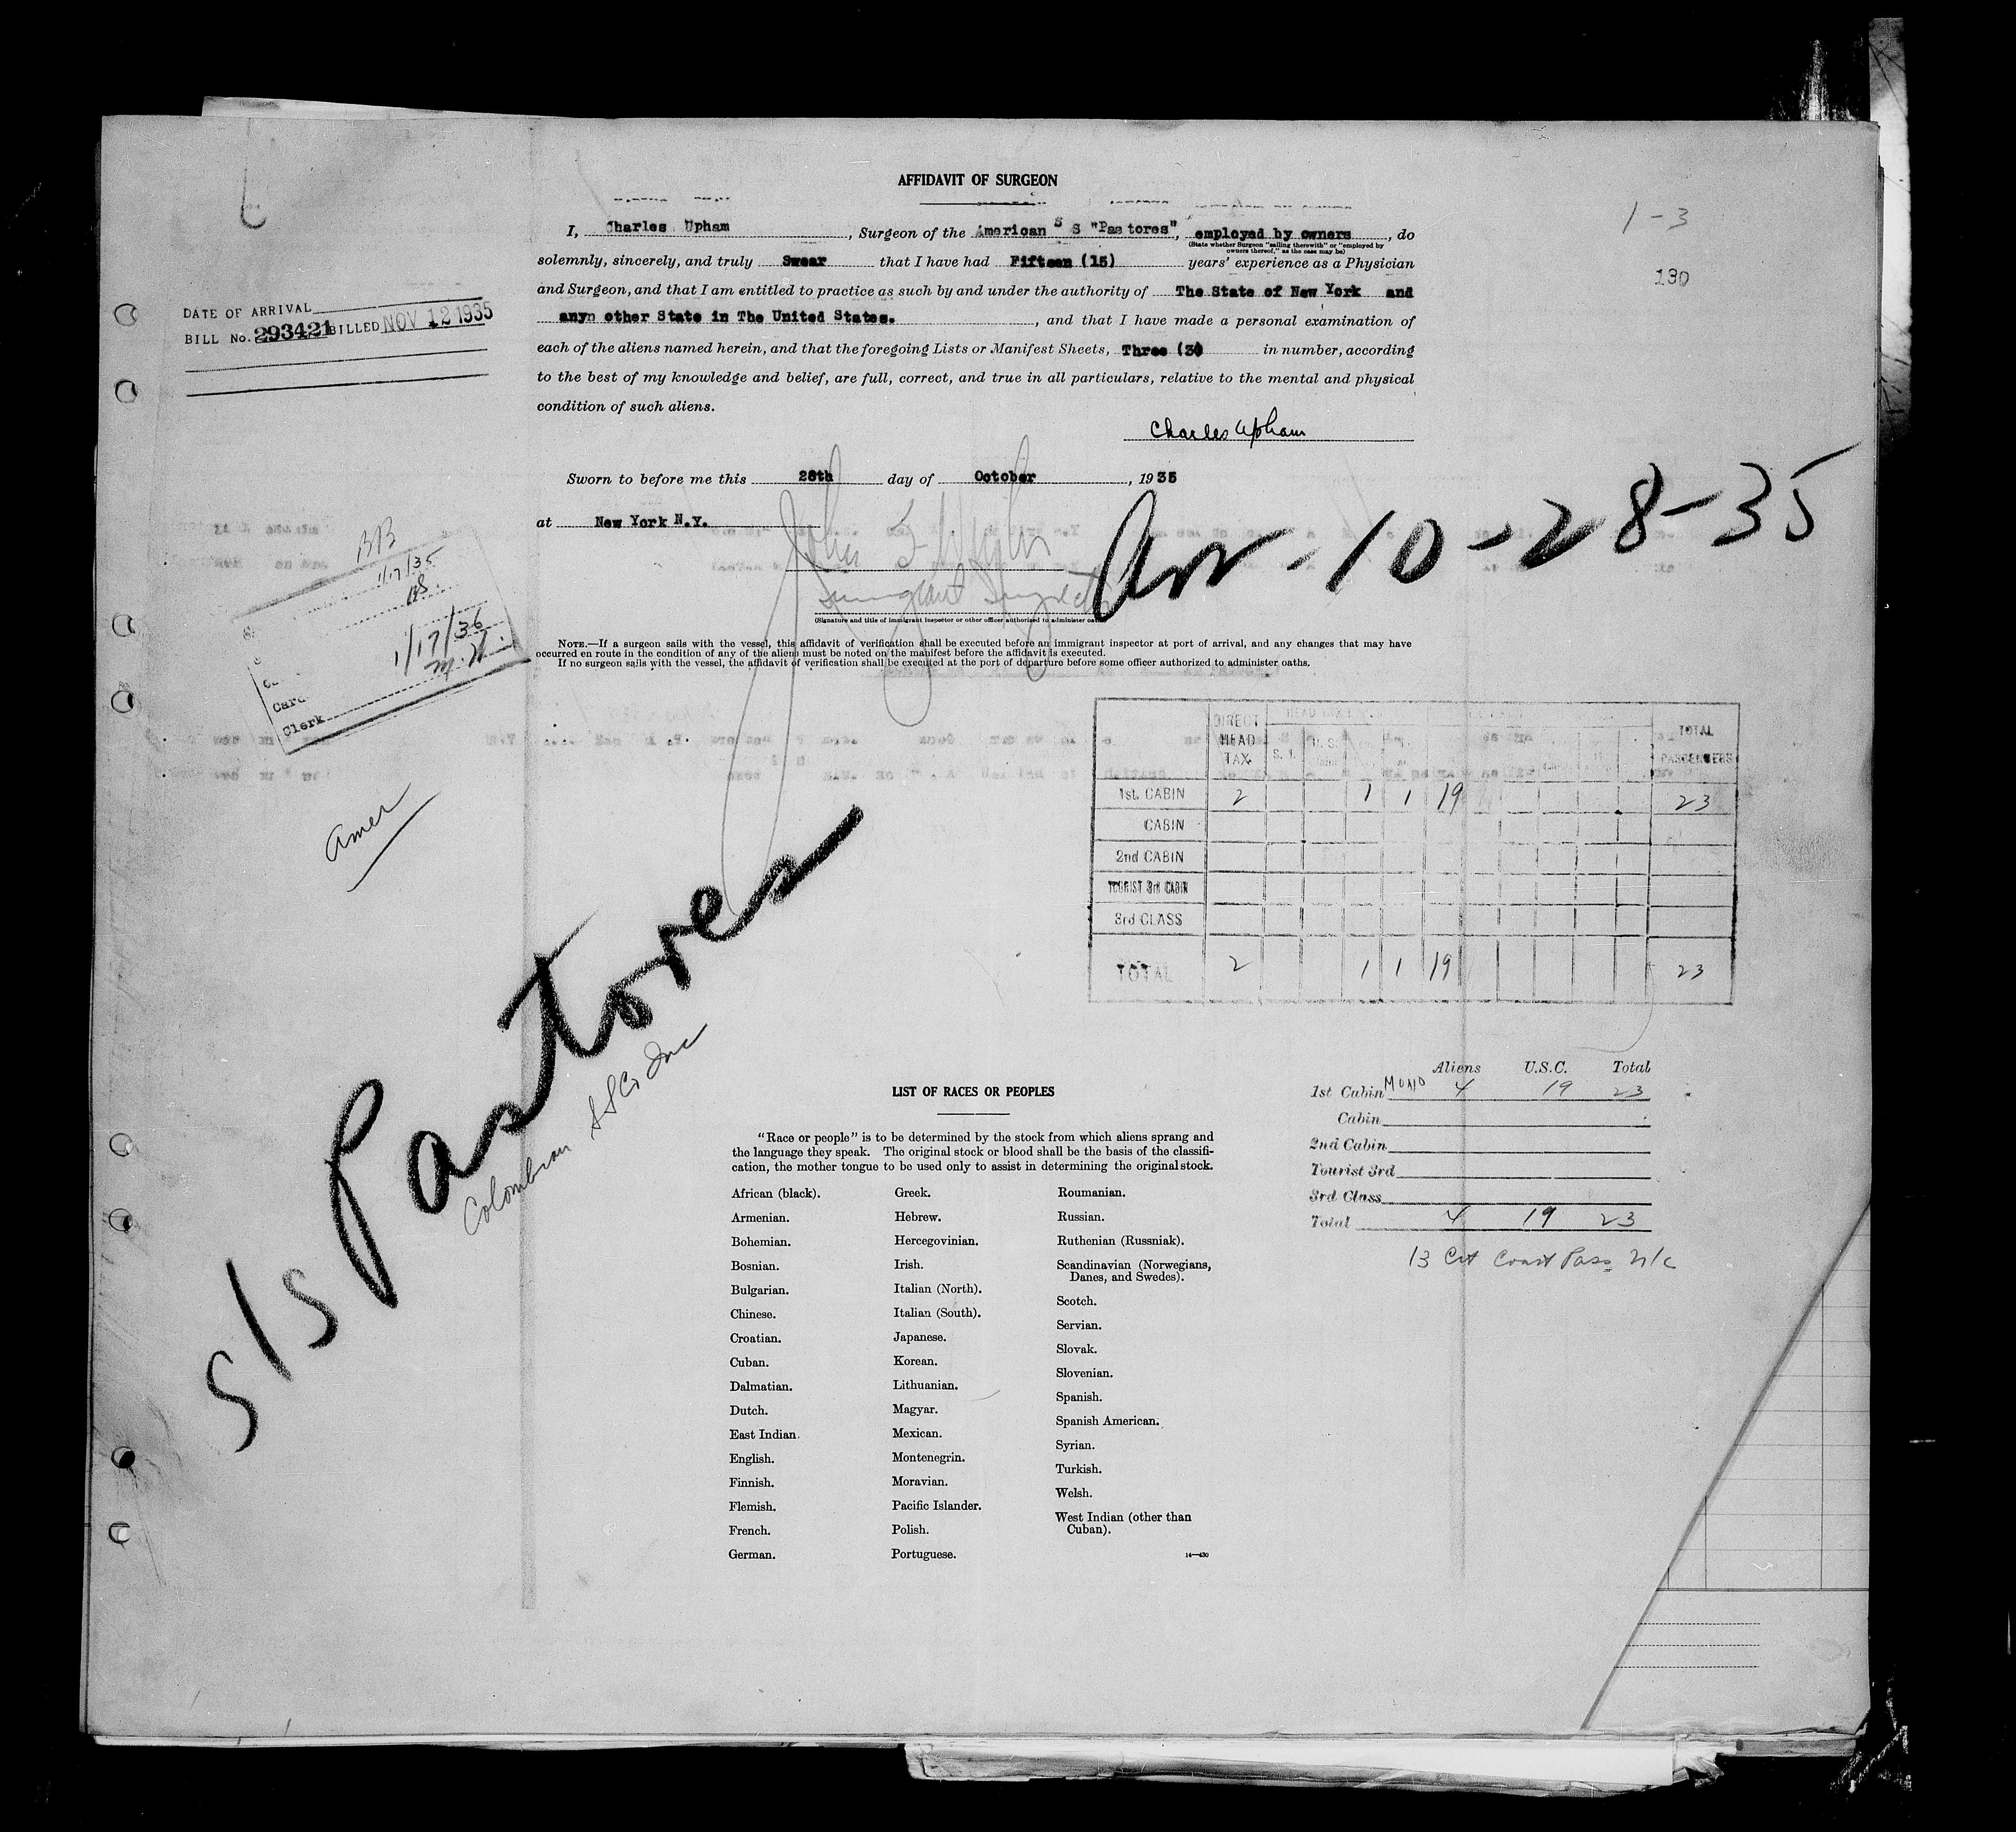 AFFIDAVIT OF SURGEON
1-3
130
I, Charles Upham, Surgeon of the American S S "Pastores", employed by owners, do
(State whether Surgeon "sailing therewith" or "employed by
owners thereof," as the case may be)
solemnly, sincerely, and truly Swear that I have had Fifteen (15) years' experience as a Physician
and Surgeon, and that I am entitled to practice as such by and under the authority of The State of New York and
anyn other State in The United States., and that I have made a personal examination of
each of the aliens named herein, and that the foregoing Lists or Manifest Sheets, Three (3) in number, according
to the best of my knowledge and belief, are full, correct, and true in all particulars, relative to the mental and physical
condition of such aliens.
Charles Upham
DATE OF ARRIVAL
BILL No. 293421 BILLED NOV 12 1935
Sworn to before me this 28th day of October, 1935
at New York N.Y.
Arr - 10-28-35
Immigrant Inspector
(Signature and title of immigrant inspector or other officer authorized to administer oaths)
NOTE.—If a surgeon sails with the vessel, this affidavit of verification shall be executed before an immigrant inspector at port of arrival, and any changes that may have
occurred en route in the condition of any of the aliens must be noted on the manifest before the affidavit is executed.
If no surgeon sails with the vessel, the affidavit of verification shall be executed at the port of departure before some officer authorized to administer oaths.
BB
1/17/35
1/17/36
M.H.
Card
Clerk
Amer
S/S Pastores
Colombian SS Co Inc
DIRECT HEAD TAX S. I. U. S. TOTAL PASSENGERS
1st. CABIN 2 1 1 19 23
CABIN
2nd CABIN
TOURIST 3rd CABIN
3rd CLASS
TOTAL 2 1 1 19 23
Aliens U.S.C. Total
1st Cabin MONO 4 19 23
Cabin
2nd Cabin
Tourist 3rd
3rd Class
Total 4 19 23
13 Cit Coast Pass N/C
LIST OF RACES OR PEOPLES
"Race or people" is to be determined by the stock from which aliens sprang and
the language they speak. The original stock or blood shall be the basis of the classifi-
cation, the mother tongue to be used only to assist in determining the original stock.
African (black).
Armenian.
Bohemian.
Bosnian.
Bulgarian.
Chinese.
Croatian.
Cuban.
Dalmatian.
Dutch.
East Indian.
English.
Finnish.
Flemish.
French.
German.
Greek.
Hebrew.
Hercegovinian.
Irish.
Italian (North).
Italian (South).
Japanese.
Korean.
Lithuanian.
Magyar.
Mexican.
Montenegrin.
Moravian.
Pacific Islander.
Polish.
Portuguese.
Roumanian.
Russian.
Ruthenian (Russniak).
Scandinavian (Norwegians,
Danes, and Swedes).
Scotch.
Servian.
Slovak.
Slovenian.
Spanish.
Spanish American.
Syrian.
Turkish.
Welsh.
West Indian (other than
Cuban).
14—430